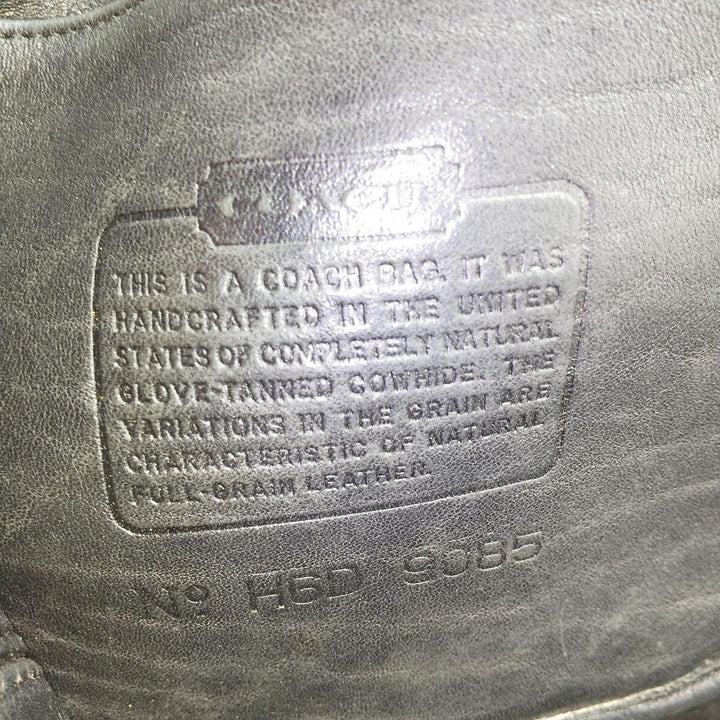 COACH
THIS IS A COACH BAG. IT WAS
HANDCRAFTED IN THE UNITED
STATES OF COMPLETELY NATURAL
GLOVE-TANNED COWHIDE. THE
VARIATIONS IN THE GRAIN ARE
CHARACTERISTIC OF NATURAL
FULL-GRAIN LEATHER.
No H5D 9085